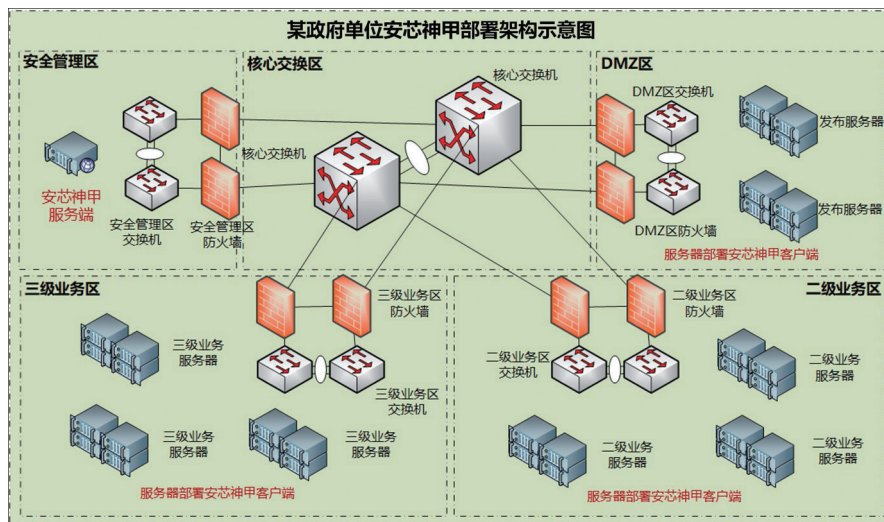 某政府单位安芯神甲部署架构示意图
安全管理区
核心交换区
DMZ区
核心交换机
DMZ区交换机
发布服务器
核心交换机
安芯神甲
服务端
安全管理区
交换机
安全管理区
防火墙
发布服务器
DMZ区防火墙
服务器部署安芯神甲客户端
三级业务区
三级业务区
防火墙
二级业务区
防火墙
二级业务区
三级业务
服务器
二级业务区
交换机
二级业务
服务器
三级业务区
交换机
三级业务
服务器
三级业务
服务器
二级业务
服务器
二级业务
服务器
服务器部署安芯神甲客户端
服务器部署安芯神甲客户端